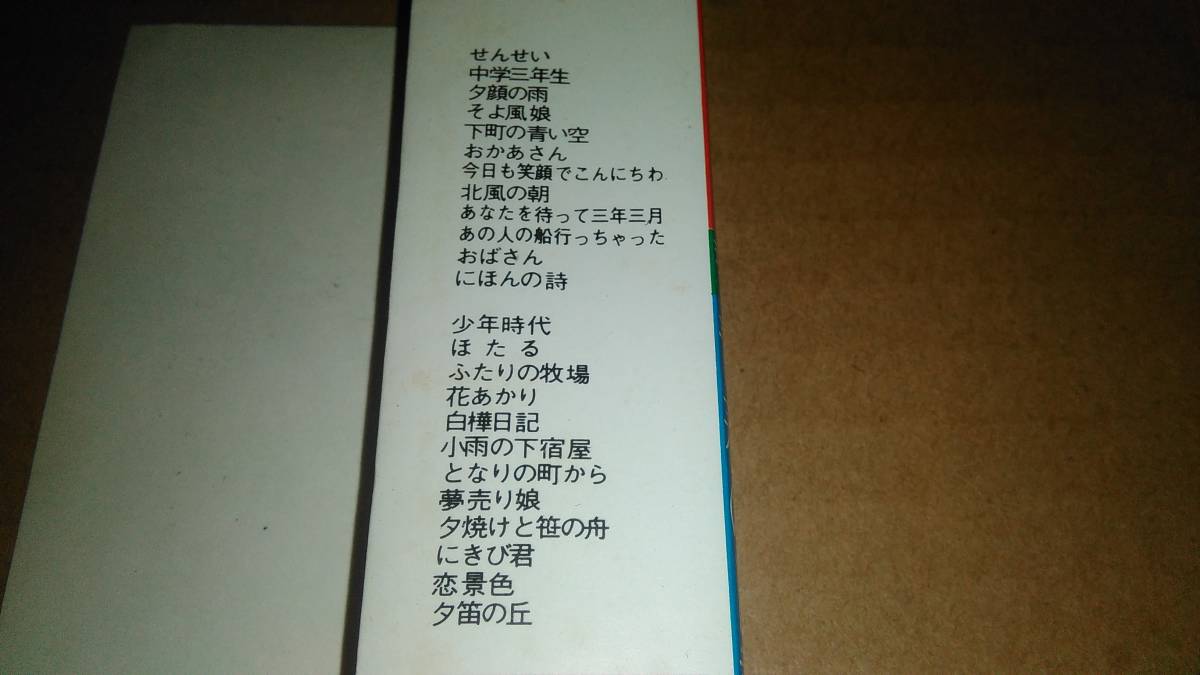 せんせい
中学三年生
夕顔の雨
そよ風娘
下町の青い空
おかあさん
今日も笑顔でこんにちわ
北風の朝
あなたを待って三年三月
あの人の船行っちゃった
おばさん
にほんの詩
少年時代
ほたる
ふたりの牧場
花あかり
白樺日記
小雨の下宿屋
となりの町から
夢売り娘
夕焼けと笹の舟
にきび君
恋景色
夕笛の丘